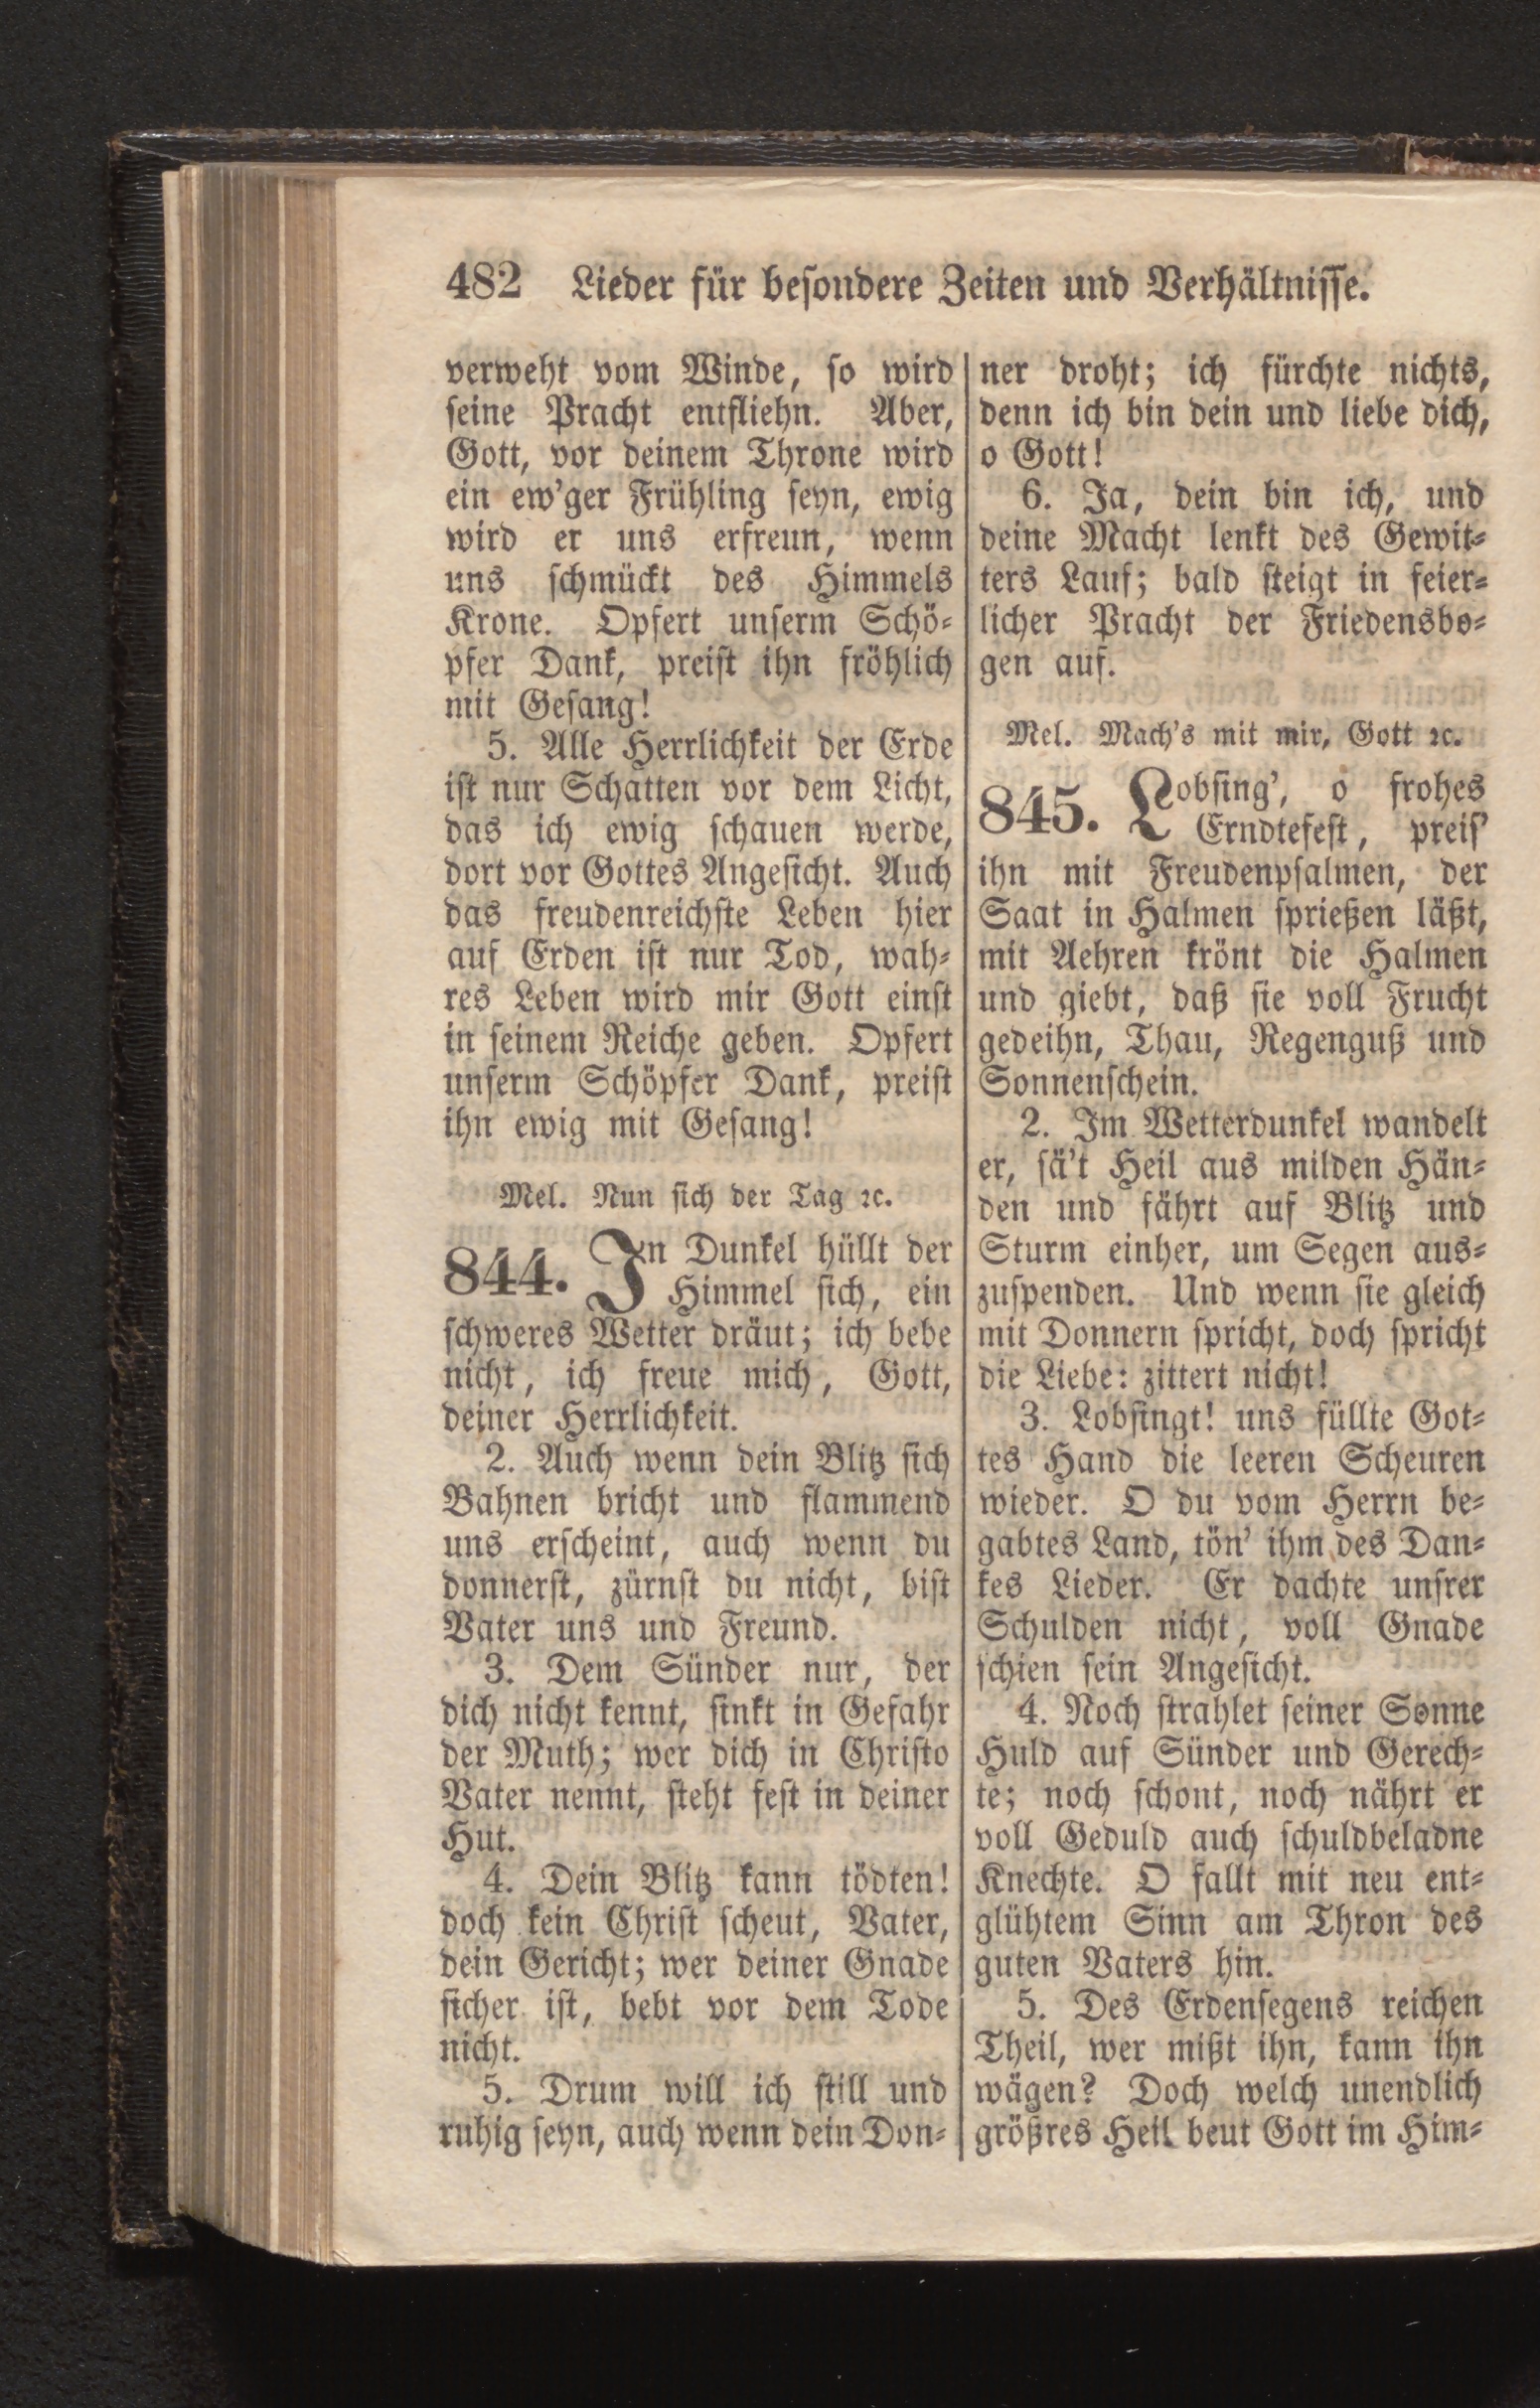 482 Lieder für besondere Zeiten und Verhältnisse.
verweht vom Winde, so wird
seine Pracht entfliehn. Aber,
Gott, vor deinem Throne wird
ein ew'ger Frühling seyn, ewig
wird er uns erfreun, wenn
uns schmückt des Himmels
Krone. Opfert unserm Schö-
pfer Dank, preist ihn fröhlich
mit Gesang!
5. Alle Herrlichkeit der Erde
ist nur Schatten vor dem Licht,
das ich ewig schauen werde,
dort vor Gottes Angesicht. Auch
das freudenreichste Leben hier
auf Erden ist nur Tod, wah-
res Leben wird mir Gott einst
in seinem Reiche geben. Opfert
unserm Schöpfer Dank, preist
ihn ewig mit Gesang!
Mel. Nun sich der Tag ꝛc.
844. In Dunkel hüllt der
Himmel sich, ein
schweres Wetter dräut; ich bebe
nicht, ich freue mich, Gott,
deiner Herrlichkeit.
2. Auch wenn dein Blitz sich
Bahnen bricht und flammend
uns erscheint, auch wenn du
donnerst, zürnst du nicht, bist
Vater uns und Freund.
3. Dem Sünder nur, der
dich nicht kennt, sinkt in Gefahr
der Muth; wer dich in Christo
Vater nennt, steht fest in deiner
Hut.
4. Dein Blitz kann tödten!
doch kein Christ scheut, Vater,
dein Gericht; wer deiner Gnade
sicher ist, bebt vor dem Tode
nicht.
5. Drum will ich still und
ruhig seyn, auch wenn dein Don-
ner droht; ich fürchte nichts,
denn ich bin dein und liebe dich,
o Gott!
6. Ja, dein bin ich, und
deine Macht lenkt des Gewit-
ters Lauf; bald steigt in feier-
licher Pracht der Friedensbo-
gen auf.
Mel. Mach's mit mir, Gott ꝛc.
845. Lobsing', o frohes
Erndtefest, preis'
ihn mit Freudenpsalmen, der
Saat in Halmen sprießen läßt,
mit Aehren krönt die Halmen
und giebt, daß sie voll Frucht
gedeihn, Thau, Regenguß und
Sonnenschein.
2. Im Wetterdunkel wandelt
er, sä't Heil aus milden Hän-
den und fährt auf Blitz und
Sturm einher, um Segen aus-
zuspenden. Und wenn sie gleich
mit Donnern spricht, doch spricht
die Liebe: zittert nicht!
3. Lobsingt! uns füllte Got-
tes Hand die leeren Scheuren
wieder. O du vom Herrn be-
gabtes Land, tön' ihm des Dan-
kes Lieder. Er dachte unsrer
Schulden nicht, voll Gnade
schien sein Angesicht.
4. Noch strahlet seiner Sonne
Huld auf Sünder und Gerech-
te; noch schont, noch nährt er
voll Geduld auch schuldbeladne
Knechte. O fallt mit neu ent-
glühtem Sinn am Thron des
guten Vaters hin.
5. Des Erdensegens reichen
Theil, wer mißt ihn, kann ihn
wägen? Doch welch unendlich
größres Heil beut Gott im Him-